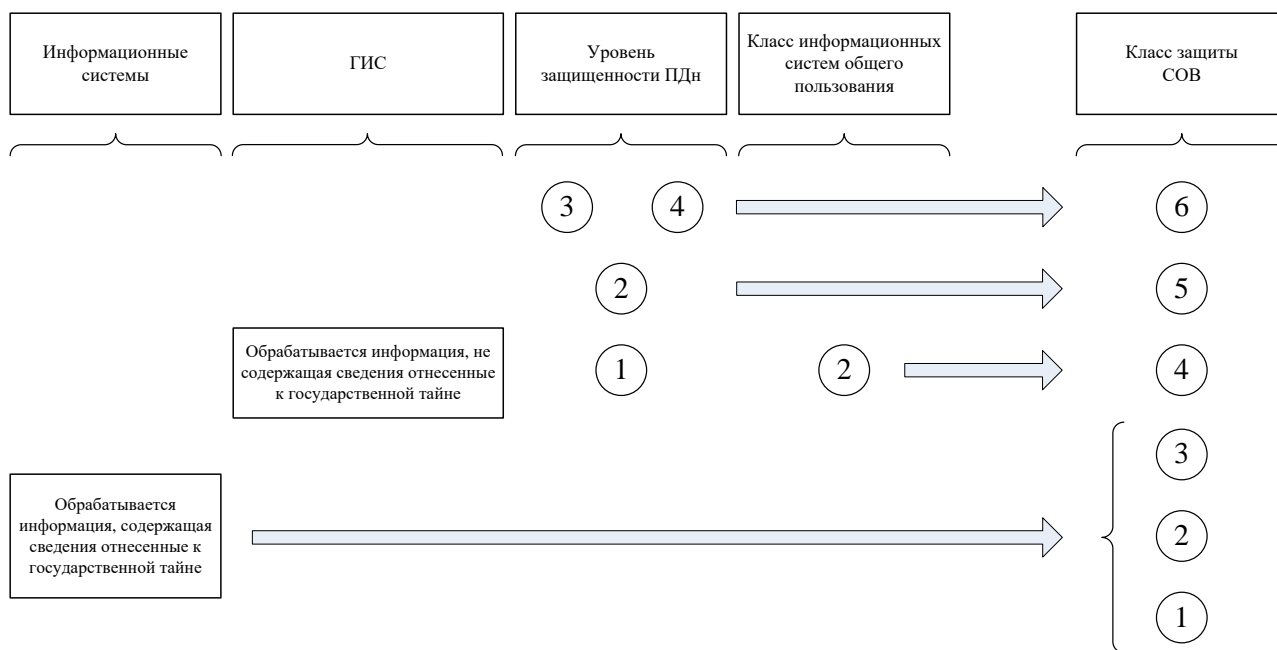 Информационные
системы
ГИС
Уровень
защищенности ПДн
Класс информационных
систем общего
пользования
Класс защиты
СОВ
3
4
6
2
5
Обрабатывается информация, не
содержащая сведения отнесенные
к государственной тайне
1
2
4
3
Обрабатывается
информация, содержащая
сведения отнесенные к
государственной тайне
2
1